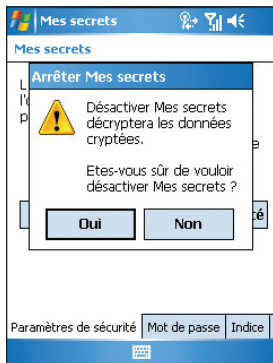 Mes secrets
Mes secrets
Arrêter Mes secrets
Désactiver Mes secrets
décryptera les données
cryptées.
Etes-vous sûr de vouloir
désactiver Mes secrets ?
Oui
Non
Paramètres de sécurité
Mot de passe
Indice